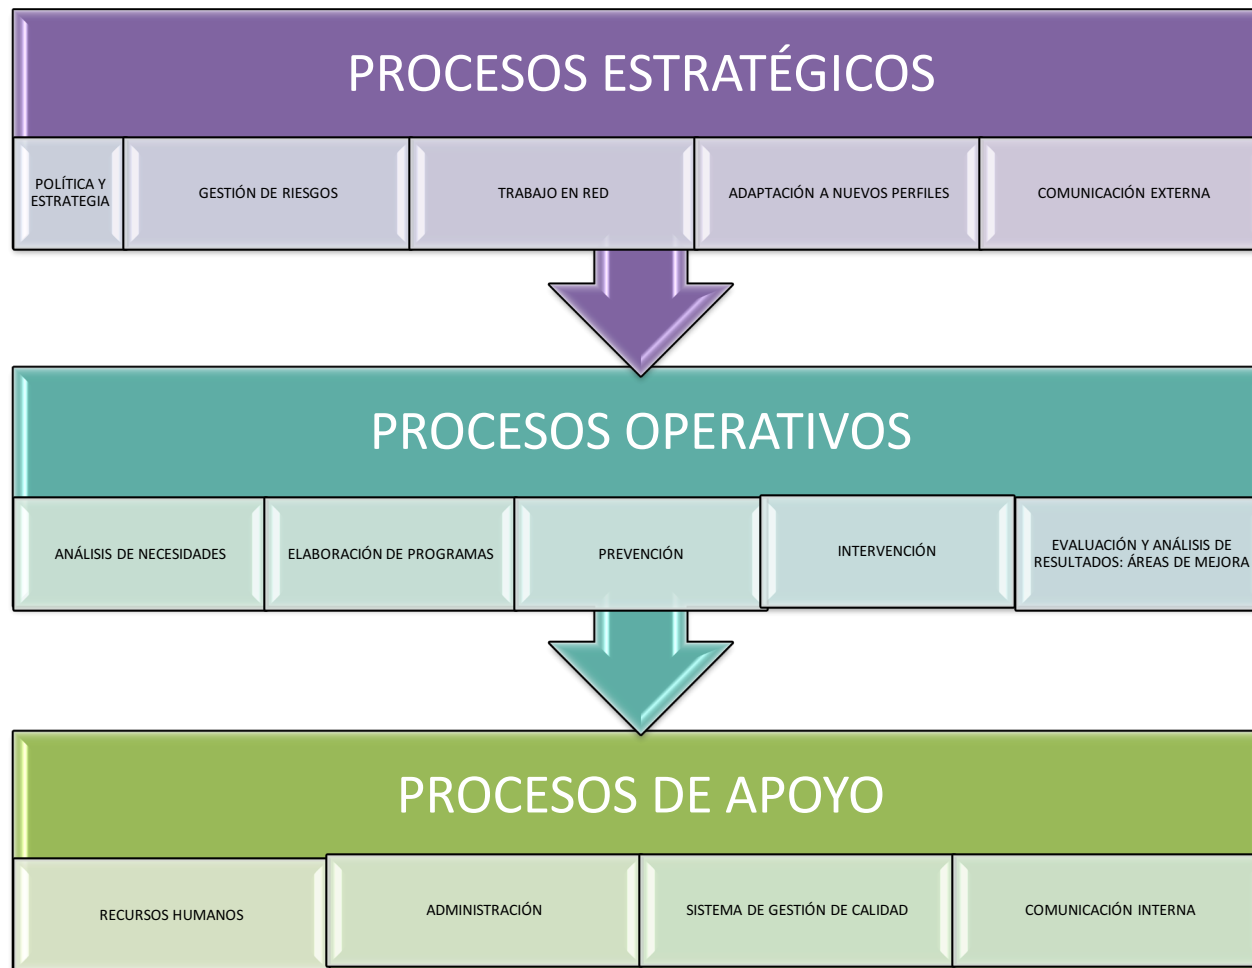 PROCESOS ESTRATÉGICOS
POLÍTICA Y
ESTRATEGIA
GESTIÓN DE RIESGOS
TRABAJO EN RED
ADAPTACIÓN A NUEVOS PERFILES
COMUNICACIÓN EXTERNA
PROCESOS OPERATIVOS
ANÁLISIS DE NECESIDADES
ELABORACIÓN DE PROGRAMAS
PREVENCIÓN
INTERVENCIÓN
EVALUACIÓN Y ANÁLISIS DE
RESULTADOS: ÁREAS DE MEJORA
PROCESOS DE APOYO
RECURSOS HUMANOS
ADMINISTRACIÓN
SISTEMA DE GESTIÓN DE CALIDAD
COMUNICACIÓN INTERNA